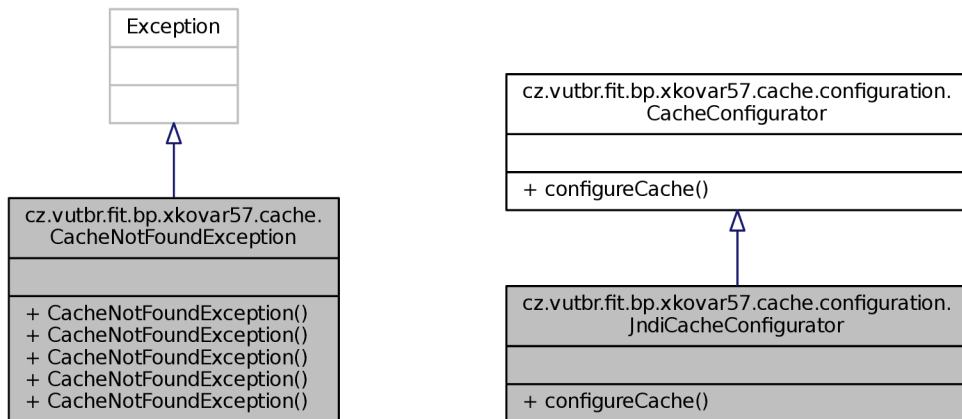 Exception
cz.vutbr.fit.bp.xkovar57.cache.
CacheNotFoundException
+ CacheNotFoundException()
+ CacheNotFoundException()
+ CacheNotFoundException()
+ CacheNotFoundException()
+ CacheNotFoundException()
cz.vutbr.fit.bp.xkovar57.cache.configuration.
CacheConfigurator
+ configureCache()
cz.vutbr.fit.bp.xkovar57.cache.configuration.
JndiCacheConfigurator
+ configureCache()